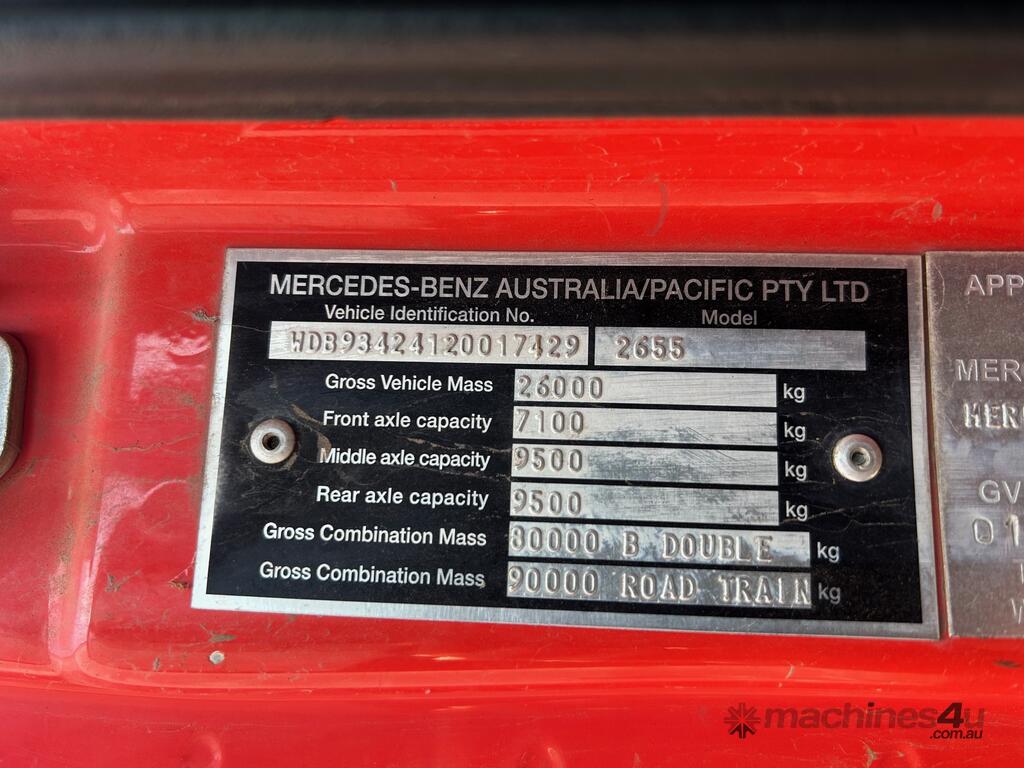 MERCEDES-BENZ AUSTRALIA/PACIFIC PTY LTD
Vehicle Identification No. Model
WDB93424120017429 2655
Gross Vehicle Mass 26000 kg
Front axle capacity 7100 kg
Middle axle capacity 9500 kg
Rear axle capacity 9500 kg
Gross Combination Mass 80000 B DOUBLE kg
Gross Combination Mass 90000 ROAD TRAIN kg
APP
MER
MER
GV
01
machines4u
.com.au